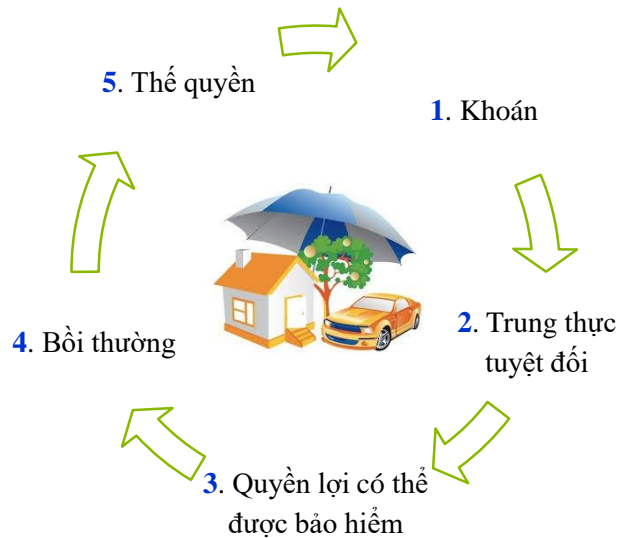 5. Thế quyền
1. Khoán
2. Trung thực
tuyệt đối
4. Bồi thường
3. Quyền lợi có thể
được bảo hiểm